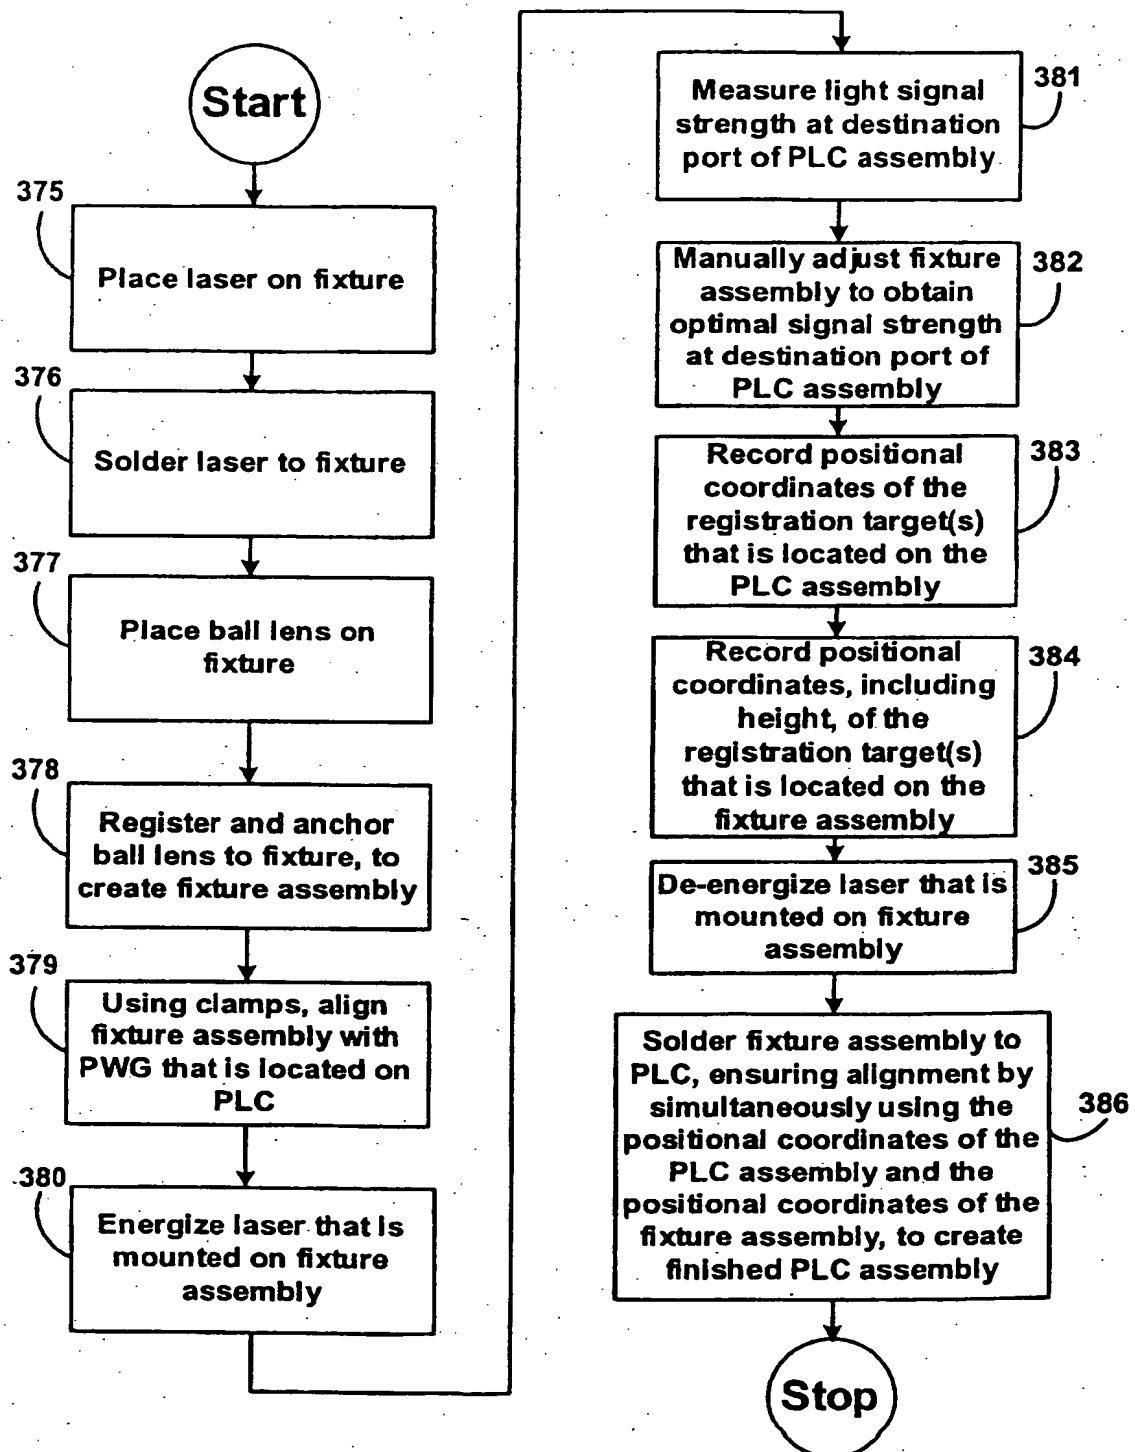 Start
375
Place laser on fixture
376
Solder laser to fixture
377
Place ball lens on
fixture
378
Register and anchor
ball lens to fixture, to
create fixture assembly
379
Using clamps, align
fixture assembly with
PWG that is located on
PLC
380
Energize laser that is
mounted on fixture
assembly
381
Measure light signal
strength at destination
port of PLC assembly
382
Manually adjust fixture
assembly to obtain
optimal signal strength
at destination port of
PLC assembly
383
Record positional
coordinates of the
registration target(s)
that is located on the
PLC assembly
384
Record positional
coordinates, including
height, of the
registration target(s)
that is located on the
fixture assembly
385
De-energize laser that is
mounted on fixture
assembly
386
Solder fixture assembly to
PLC, ensuring alignment by
simultaneously using the
positional coordinates of the
PLC assembly and the
positional coordinates of the
fixture assembly, to create
finished PLC assembly
Stop